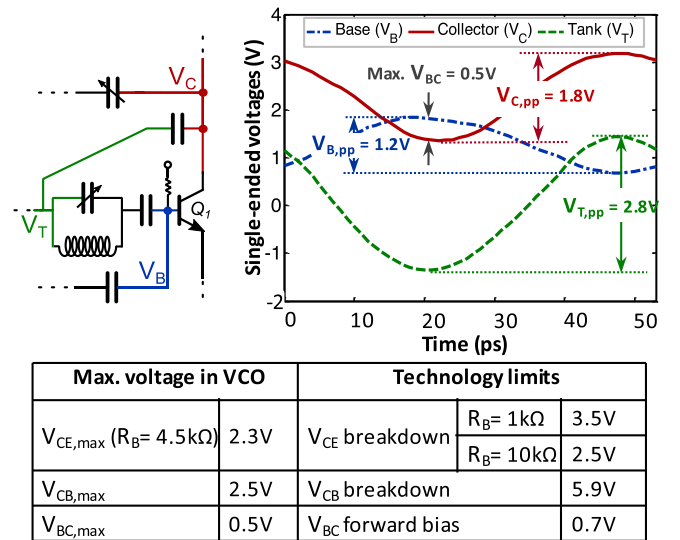 V_C
V_T
Q_1
V_B
Single-ended voltages (V)
4
3
2
1
0
-1
-2
Base (V_B) Collector (V_C) Tank (V_T)
Max. V_BC = 0.5V
V_C,pp = 1.8V
V_B,pp = 1.2V
V_T,pp = 2.8V
0 10 20 30 40 50
Time (ps)
Max. voltage in VCO Technology limits
V_CE,max (R_B= 4.5kΩ) 2.3V V_CE breakdown R_B= 1kΩ 3.5V
R_B= 10kΩ 2.5V
V_CB,max 2.5V V_CB breakdown 5.9V
V_BC,max 0.5V V_BC forward bias 0.7V